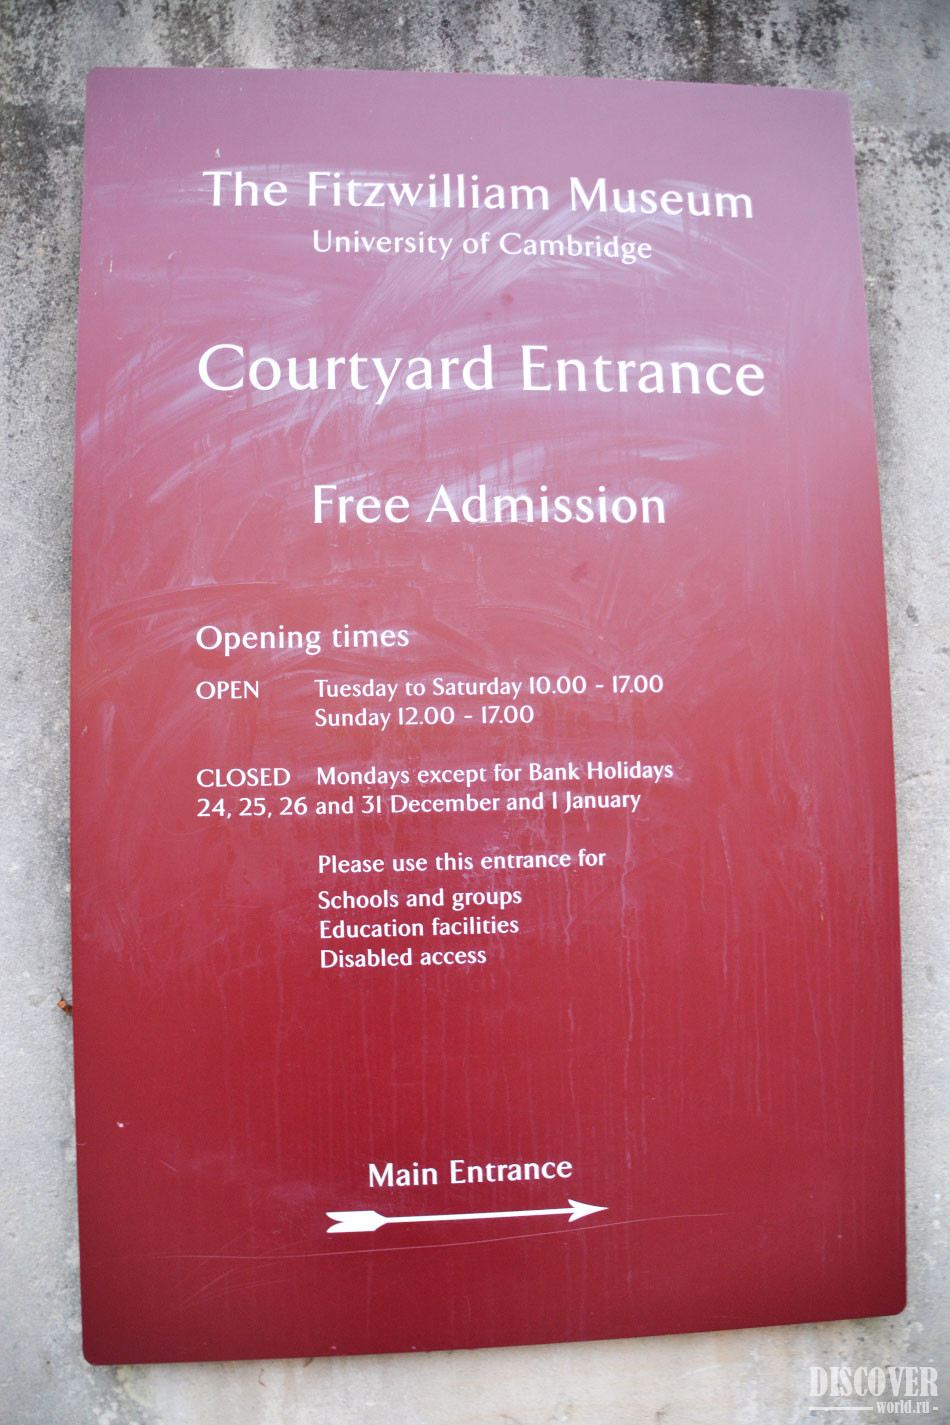 The Fitzwilliam Museum
University of Cambridge
Courtyard Entrance
Free Admission
Opening times
OPEN Tuesday to Saturday 10.00 - 17.00
Sunday 12.00 - 17.00
CLOSED Mondays except for Bank Holidays
24, 25, 26 and 31 December and 1 January
Please use this entrance for
Schools and groups
Education facilities
Disabled access
Main Entrance
DISCOVER
world.ru